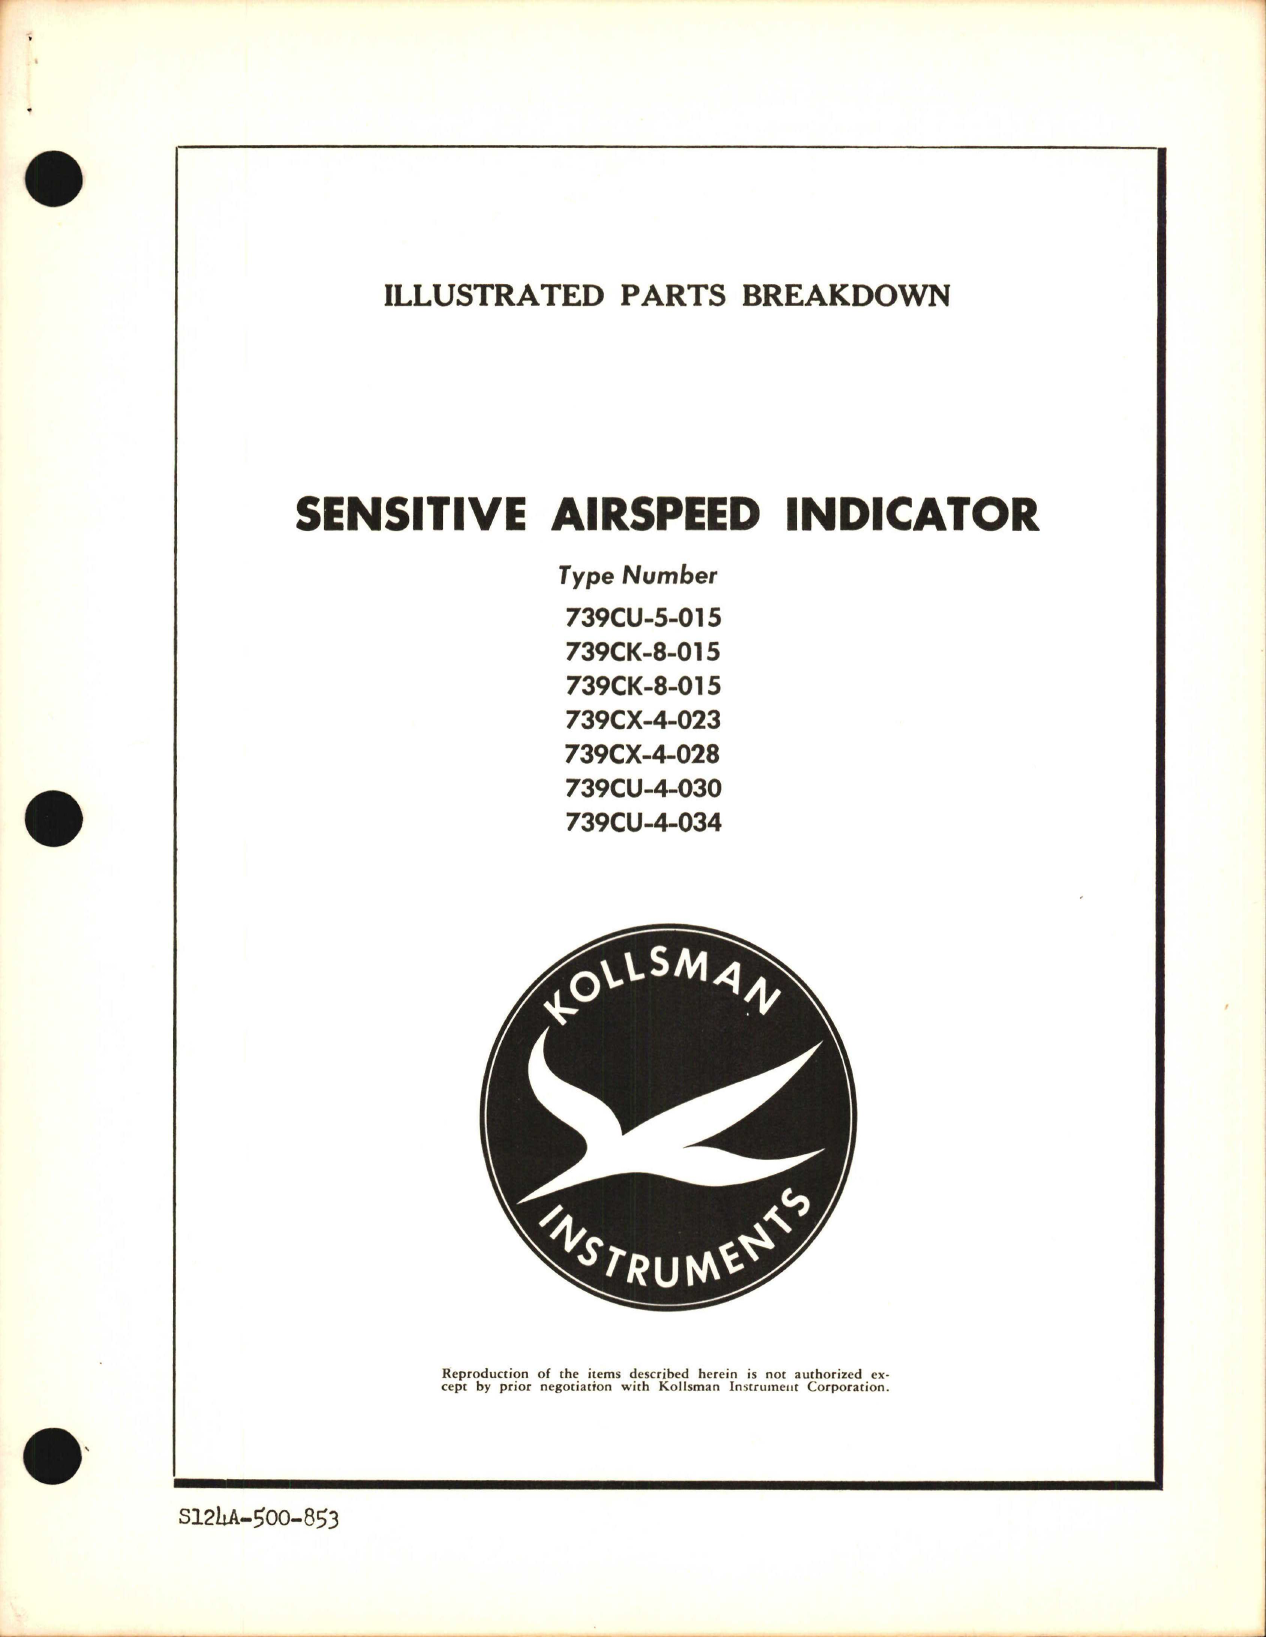 ILLUSTRATED PARTS BREAKDOWN
SENSITIVE AIRSPEED INDICATOR
Type Number
739CU-5-015
739CK-8-015
739CK-8-015
739CX-4-023
739CX-4-028
739CU-4-030
739CU-4-034
KOLLSMAN
INSTRUMENTS
Reproduction of the items described herein is not authorized ex-
cept by prior negotiation with Kollsman Instrument Corporation.
S124A-500-853